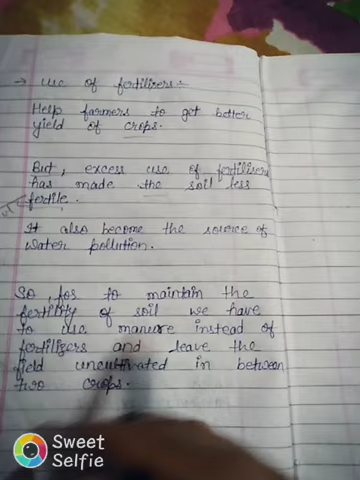 → Use of fertilizers :-
Help farmers to get better
yield of crops.
But, excess use of fertilisers
has made the soil less
fertile.
It also become the source of
water pollution.
So, for to maintain the
fertility of soil we have
to use manure instead of
fertilizers and leave the
field uncultivated in between
two crops.
Sweet
Selfie